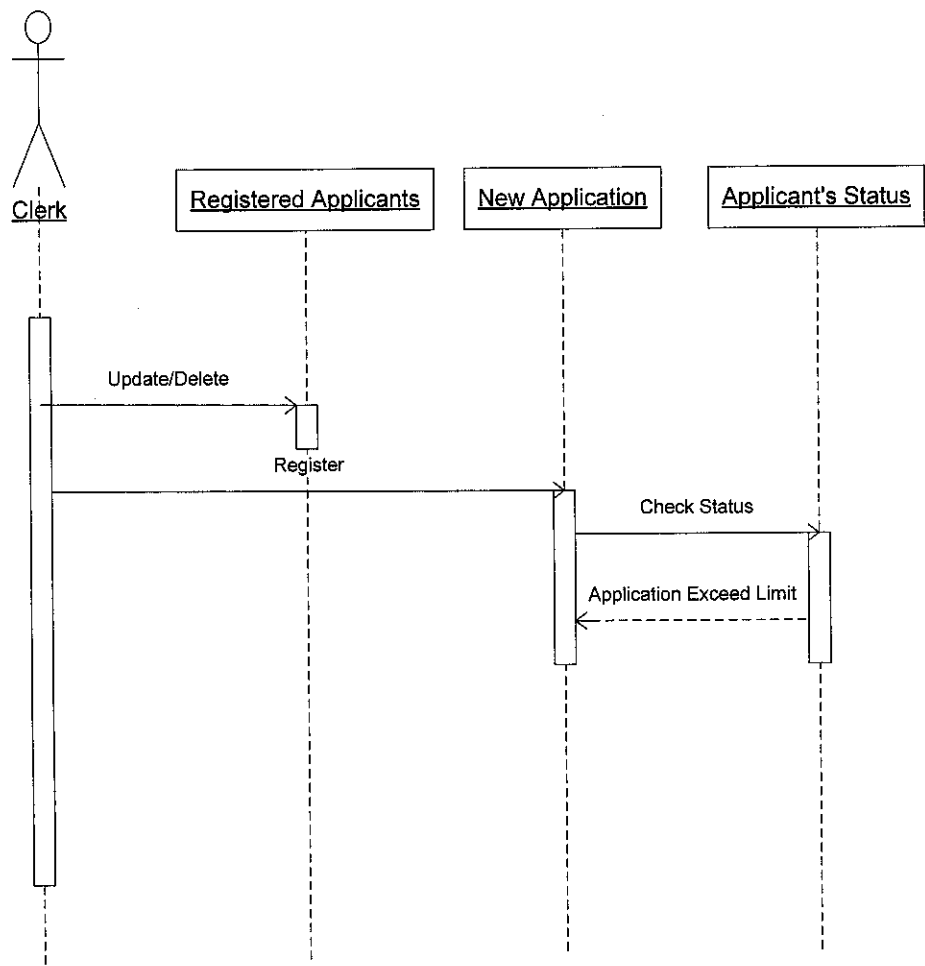 Clerk
Registered Applicants
New Application
Applicant's Status
Update/Delete
Register
Check Status
Application Exceed Limit